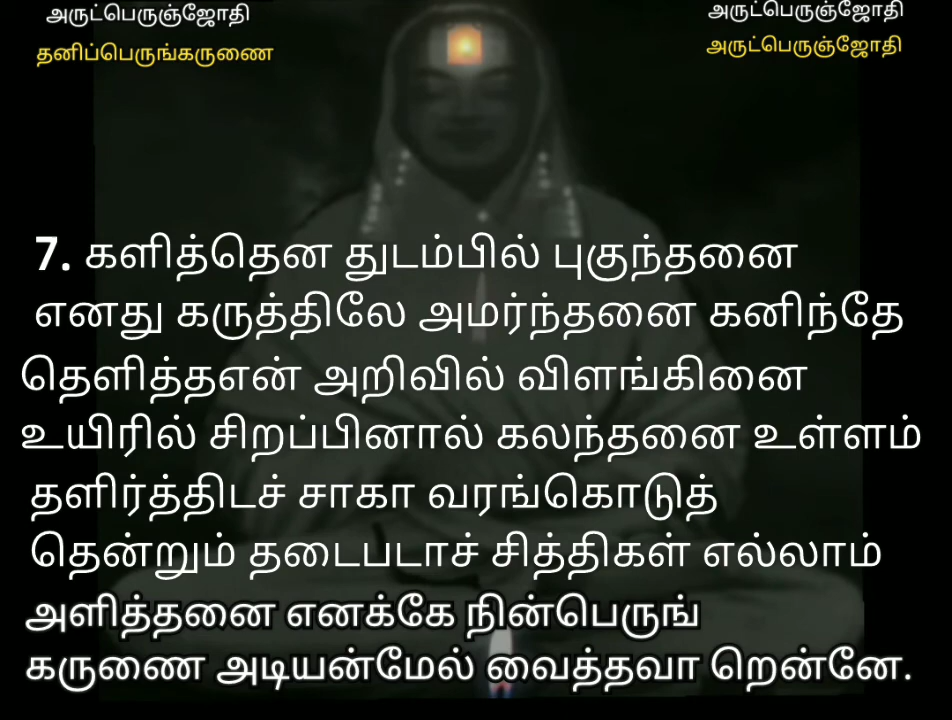 அருட்பெருஞ்ஜோதி
தனிப்பெருங்கருணை
அருட்பெருஞ்ஜோதி
அருட்பெருஞ்ஜோதி
7. களித்தென துடம்பில் புகுந்தனை
எனது கருத்திலே அமர்ந்தனை கனிந்தே
தெளித்தஎன் அறிவில் விளங்கினை
உயிரில் சிறப்பினால் கலந்தனை உள்ளம்
தளிர்த்திடச் சாகா வரங்கொடுத்
தென்றும் தடைபடாச் சித்திகள் எல்லாம்
அளித்தனை எனக்கே நின்பெருங்
கருணை அடியன்மேல் வைத்தவா றென்னே.